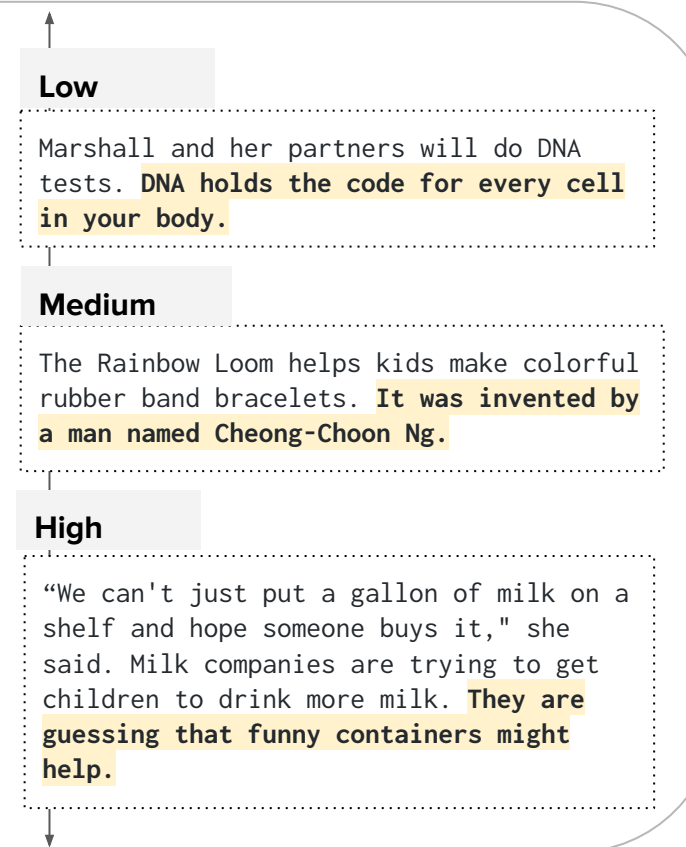 Low
Marshall and her partners will do DNA
tests. DNA holds the code for every cell
in your body.
Medium
The Rainbow Loom helps kids make colorful
rubber band bracelets. It was invented by
a man named Cheong-Choon Ng.
High
“We can't just put a gallon of milk on a
shelf and hope someone buys it," she
said. Milk companies are trying to get
children to drink more milk. They are
guessing that funny containers might
help.